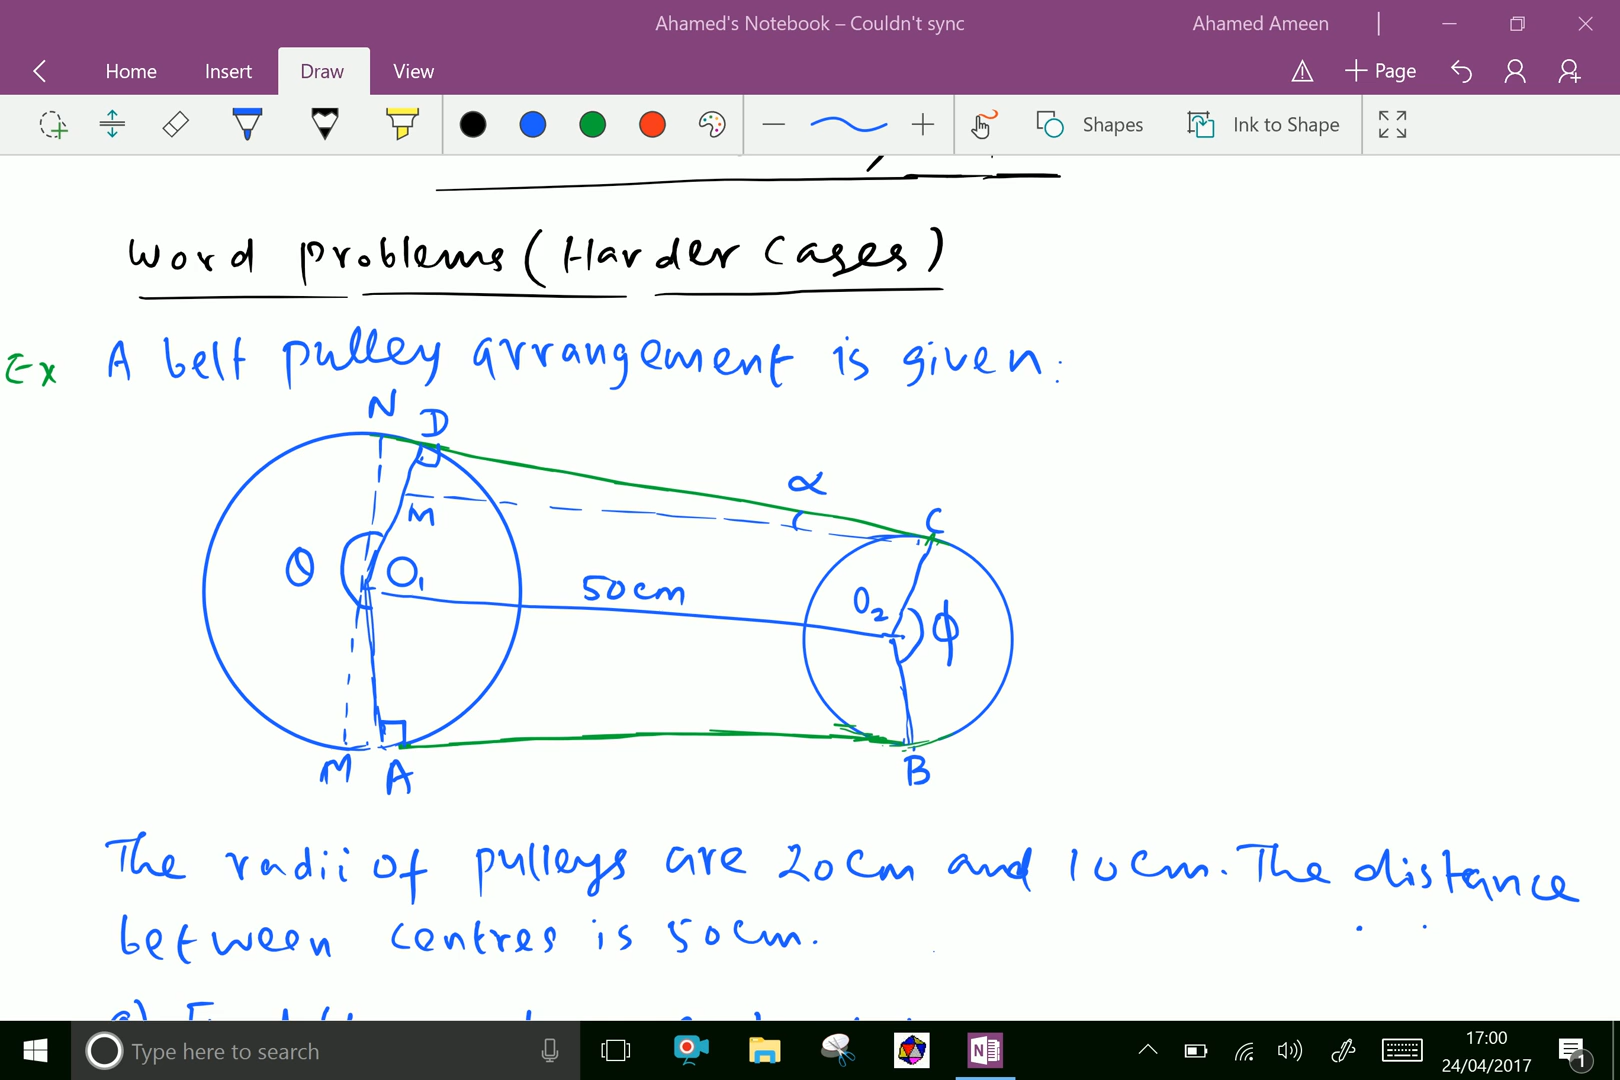 Ahamed's Notebook – Couldn't sync
Ahamed Ameen
Home Insert Draw View
Page
Shapes
Ink to Shape
Word Problems (Harder Cases)
Ex A belt pulley arrangement is given:
N
D
α
C
M
θ
O₁
50cm
O₂
ϕ
M
A
B
The radii of pulleys are 20cm and 10cm. The distance
between centres is 50cm.
Type here to search
17:00
24/04/2017
1